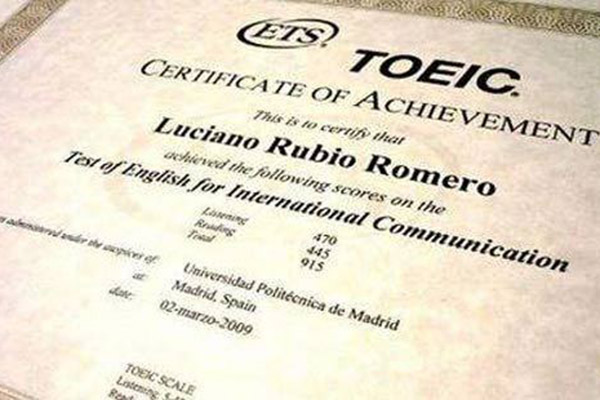 ETS®
TOEIC®
CERTIFICATE OF ACHIEVEMENT
This is to certify that
Luciano Rubio Romero
achieved the following scores on the
Test of English for International Communication
Listening 470
Reading 445
Total 915
administered under the auspices of: Universidad Politécnica de Madrid
at: Madrid, Spain
date: 02-marzo-2009
TOEIC SCALE
Listening,